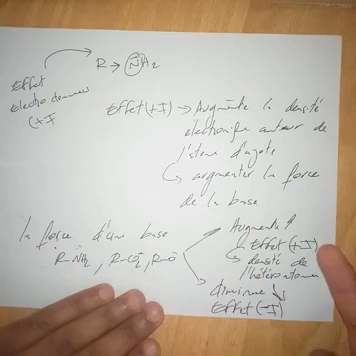 R → NH₂
Effet
Electro donneur
(+I
Effet (+I) → Augmente la densité
électronique autour de
l'atome d'azote
↳ augmenter la force
de la base
la force d'une base
R-NH₂, R-CO₂⁻, R-O⁻
Augmente
↳ Effet (+I)
↳ densité de
l'hétéroatome
diminue ↓
Effet (-I)